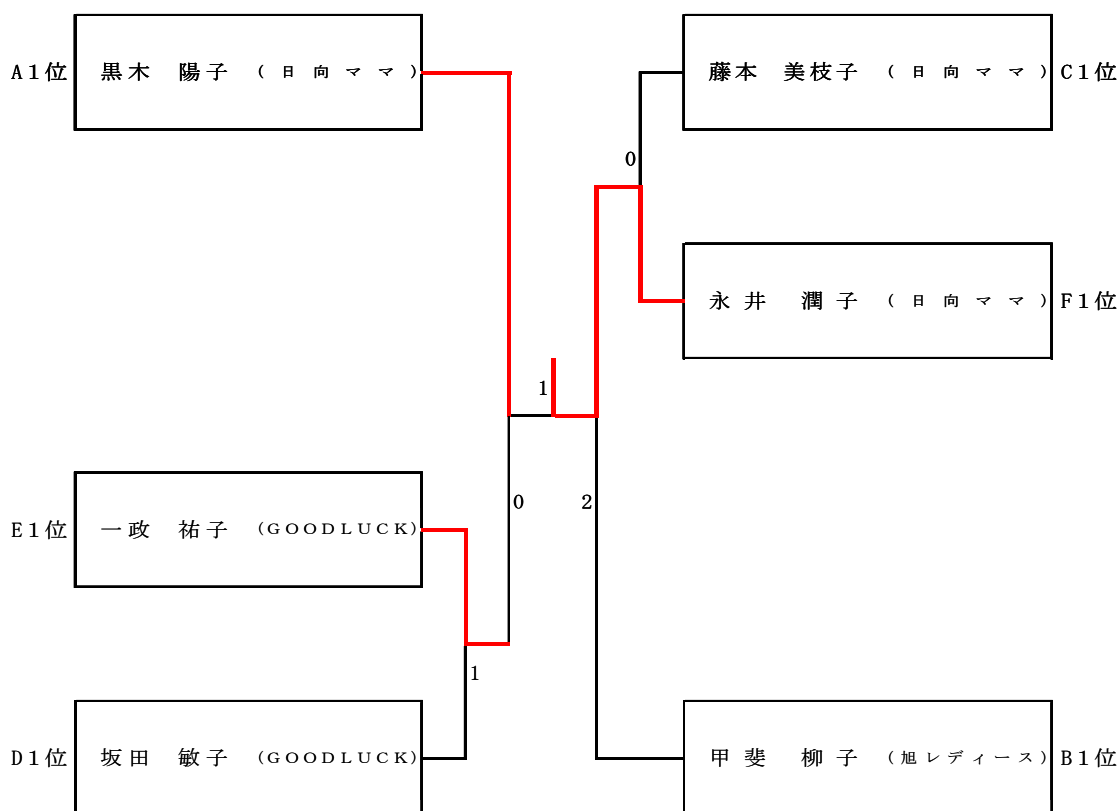 A1位 黒木 陽子 (日向ママ)
藤本 美枝子 (日向ママ) C1位
0
永井 潤子 (日向ママ) F1位
1
E1位 一政 祐子 (GOODLUCK)
0
2
1
D1位 坂田 敏子 (GOODLUCK)
甲斐 柳子 (旭レディース) B1位